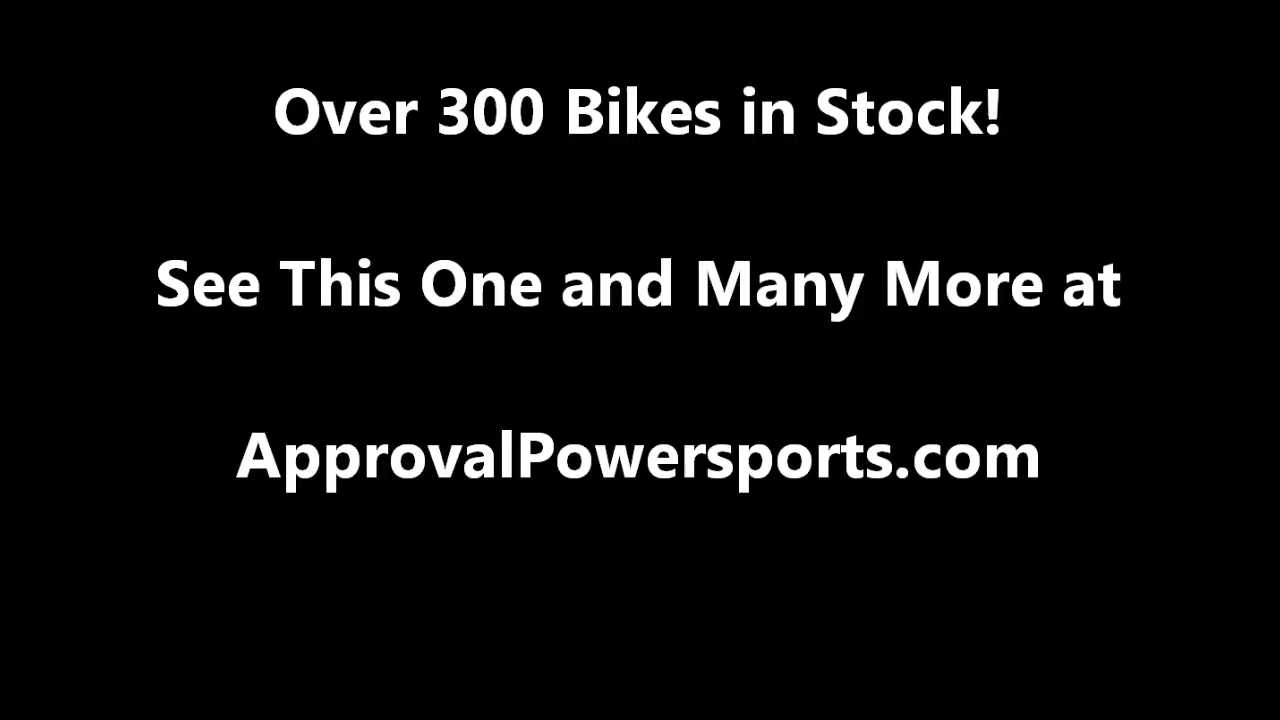 Over 300 Bikes in Stock!
See This One and Many More at
ApprovalPowersports.com